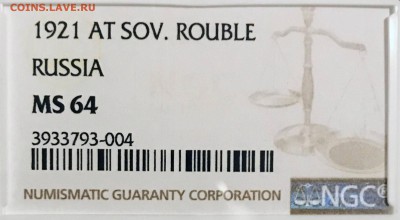 COINS.LAVE.RU
1921 AT SOV. ROUBLE
RUSSIA
MS 64
3933793-004
NUMISMATIC GUARANTY CORPORATION
NGC®